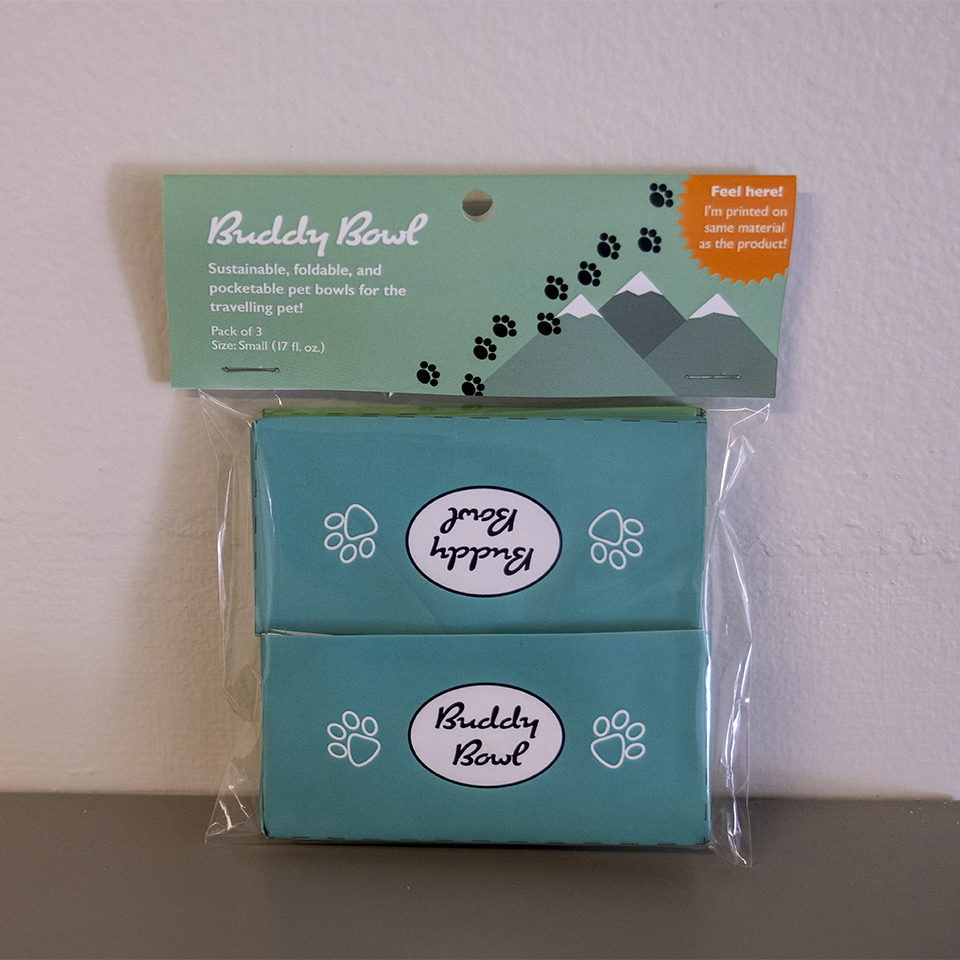 Buddy Bowl
Sustainable, foldable, and
pocketable pet bowls for the
travelling pet!
Pack of 3
Size: Small (17 fl. oz.)
Feel here!
I'm printed on
same material
as the product!
Buddy
Bowl
Buddy
Bowl